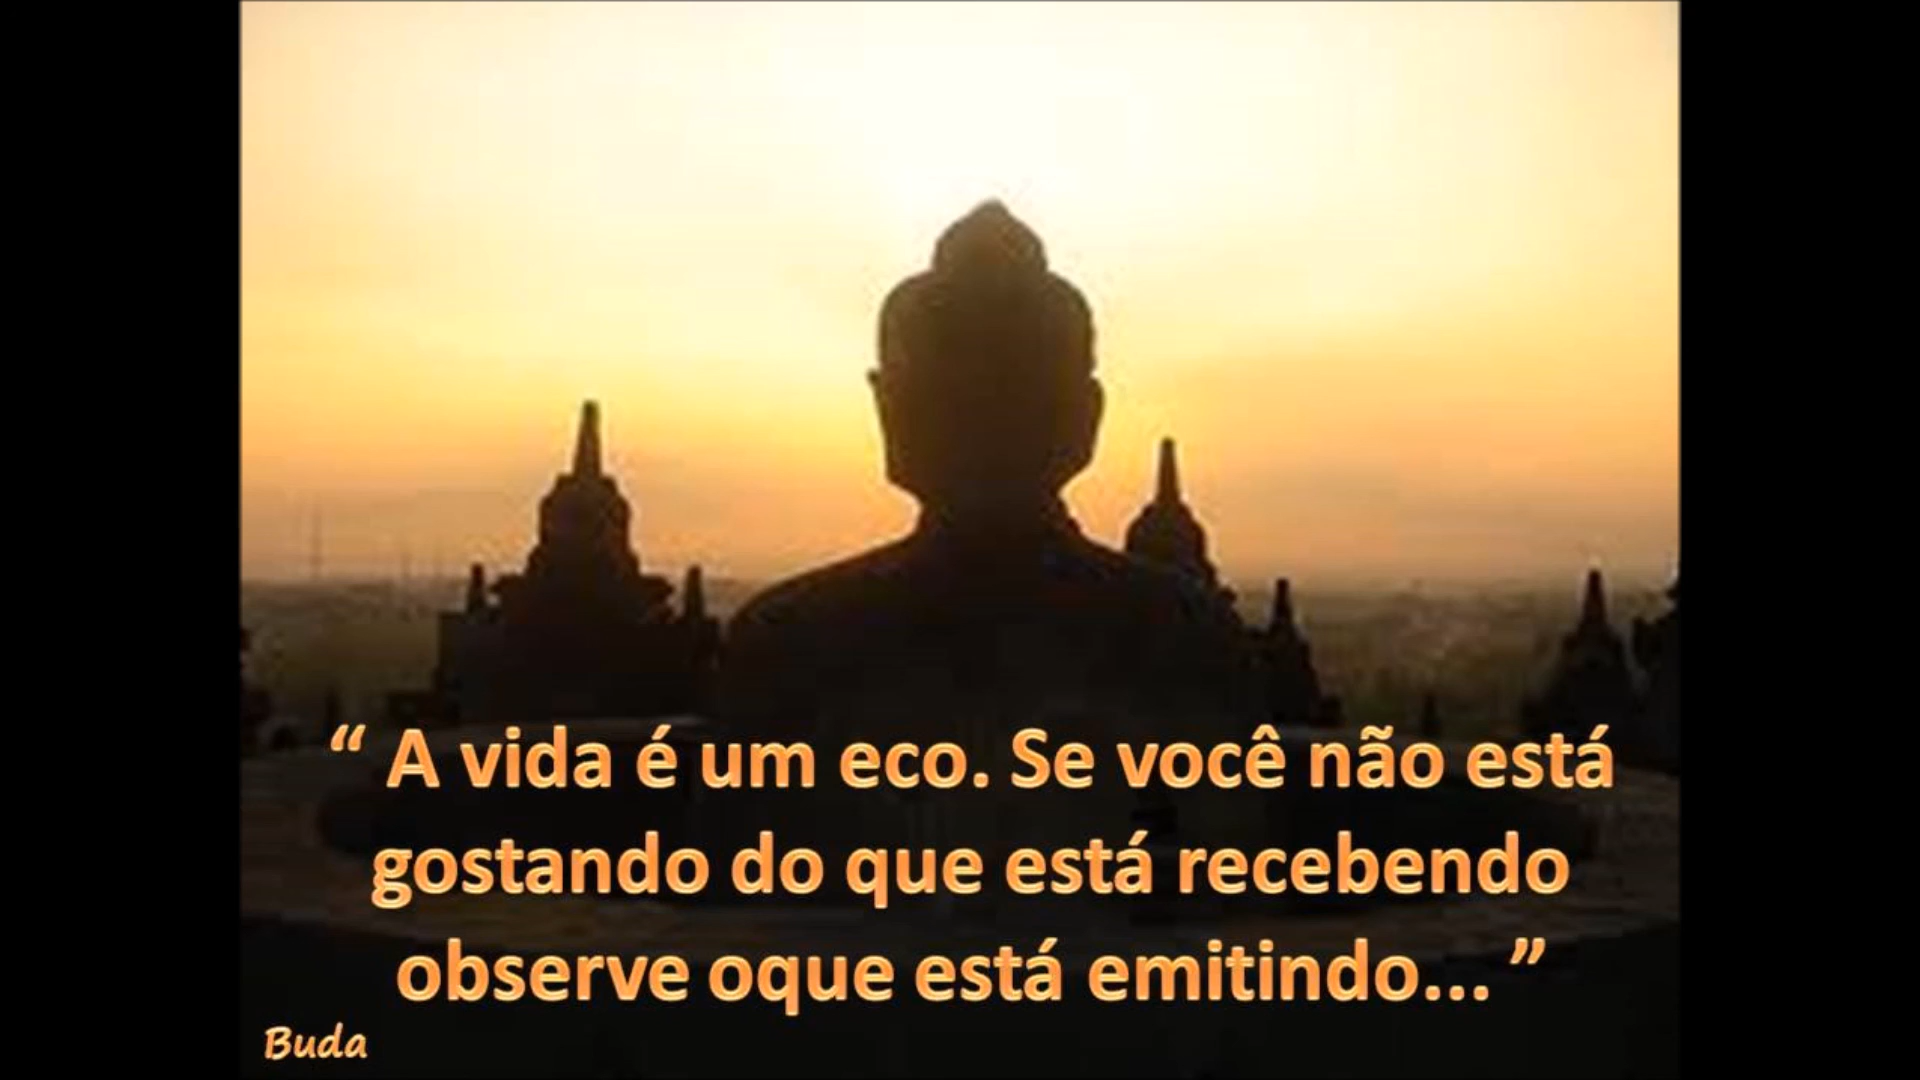 “ A vida é um eco. Se você não está
gostando do que está recebendo
observe oque está emitindo... ”
Buda